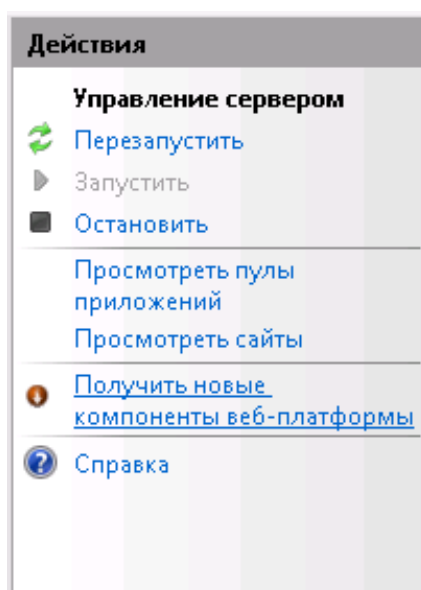 Действия
Управление сервером
Перезапустить
Запустить
Остановить
Просмотреть пулы
приложений
Просмотреть сайты
Получить новые
компоненты веб-платформы
Справка